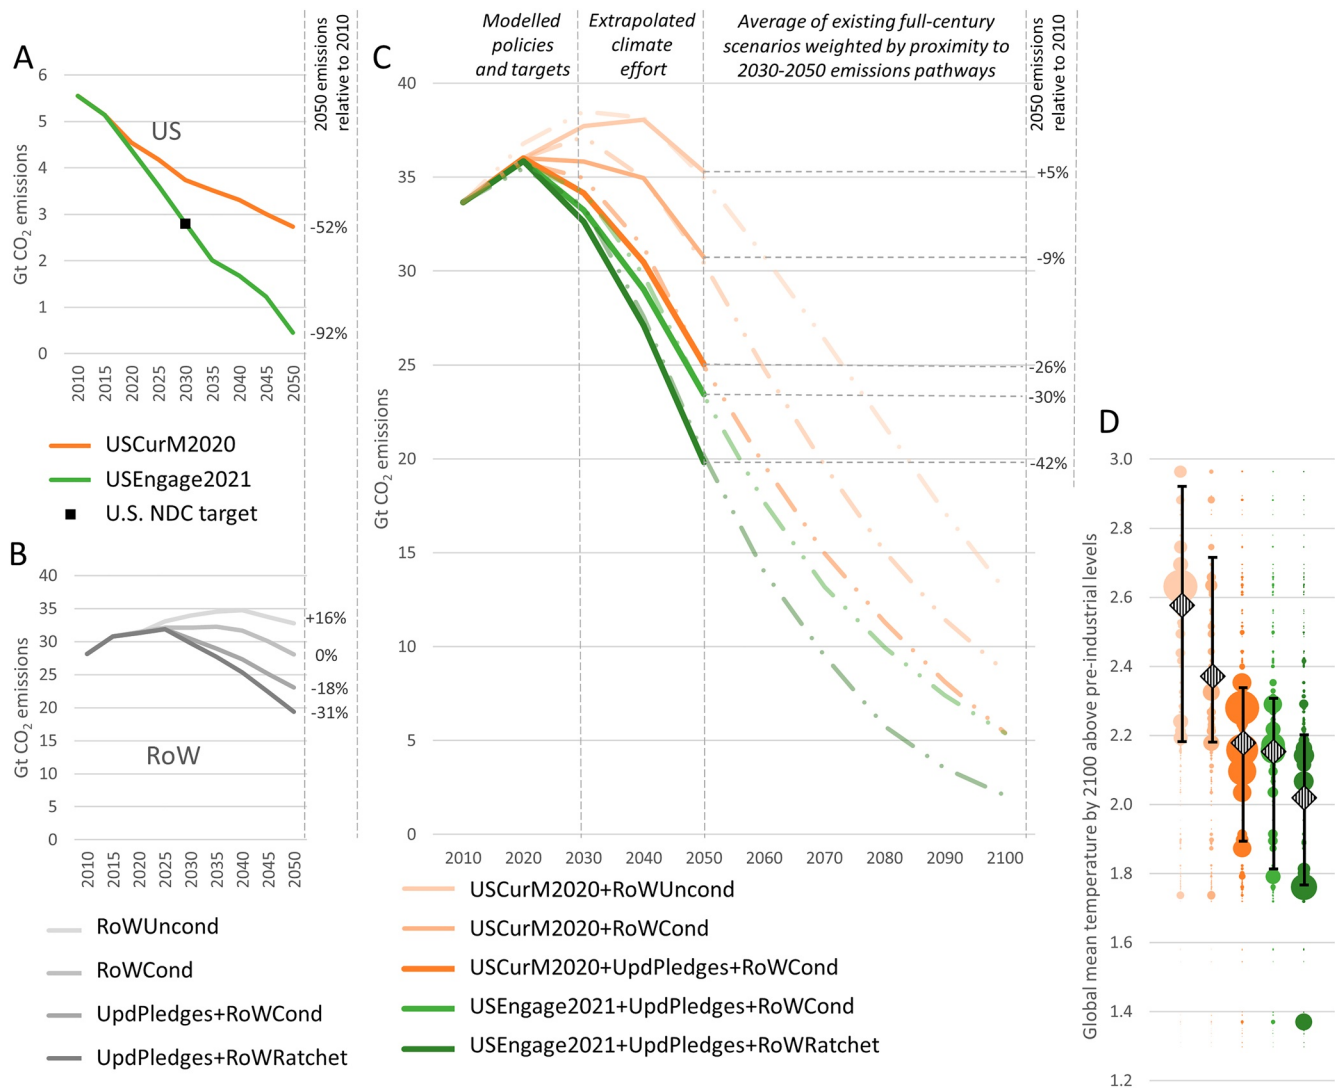 A
6
5
4
3
2
1
0
Gt CO2 emissions
US
-52%
-92%
2050 emissions
relative to 2010
2010
2015
2020
2025
2030
2035
2040
2045
2050
USCurM2020
USEngage2021
U.S. NDC target
B
40
35
30
25
20
15
10
5
0
Gt CO2 emissions
RoW
+16%
0%
-18%
-31%
2010
2015
2020
2025
2030
2035
2040
2045
2050
RoWUncond
RoWCond
UpdPledges+RoWCond
UpdPledges+RoWRatchet
C
Modelled
policies
and targets
Extrapolated
climate
effort
Average of existing full-century
scenarios weighted by proximity to
2030-2050 emissions pathways
2050 emissions
relative to 2010
40
35
30
25
20
15
10
5
0
Gt CO2 emissions
+5%
-9%
-26%
-30%
-42%
2010
2020
2030
2040
2050
2060
2070
2080
2090
2100
USCurM2020+RoWUncond
USCurM2020+RoWCond
USCurM2020+UpdPledges+RoWCond
USEngage2021+UpdPledges+RoWCond
USEngage2021+UpdPledges+RoWRatchet
D
3.0
2.8
2.6
2.4
2.2
2.0
1.8
1.6
1.4
1.2
Global mean temperature by 2100 above pre-industrial levels